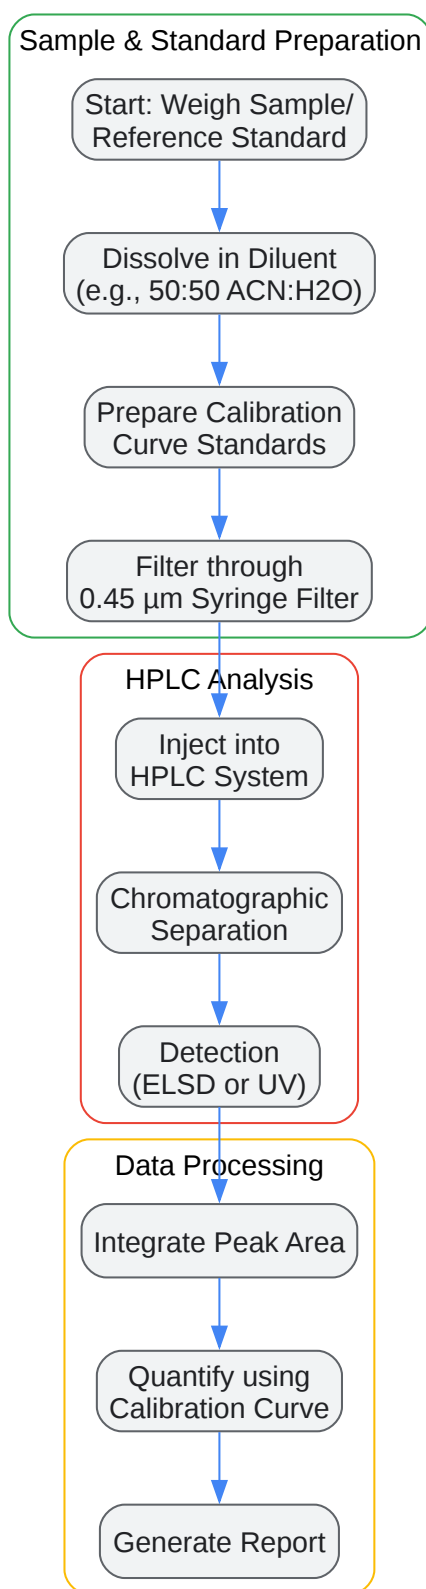 Sample & Standard Preparation
Start: Weigh Sample/
Reference Standard
Dissolve in Diluent
(e.g., 50:50 ACN:H2O)
Prepare Calibration
Curve Standards
Filter through
0.45 µm Syringe Filter
HPLC Analysis
Inject into
HPLC System
Chromatographic
Separation
Detection
(ELSD or UV)
Data Processing
Integrate Peak Area
Quantify using
Calibration Curve
Generate Report